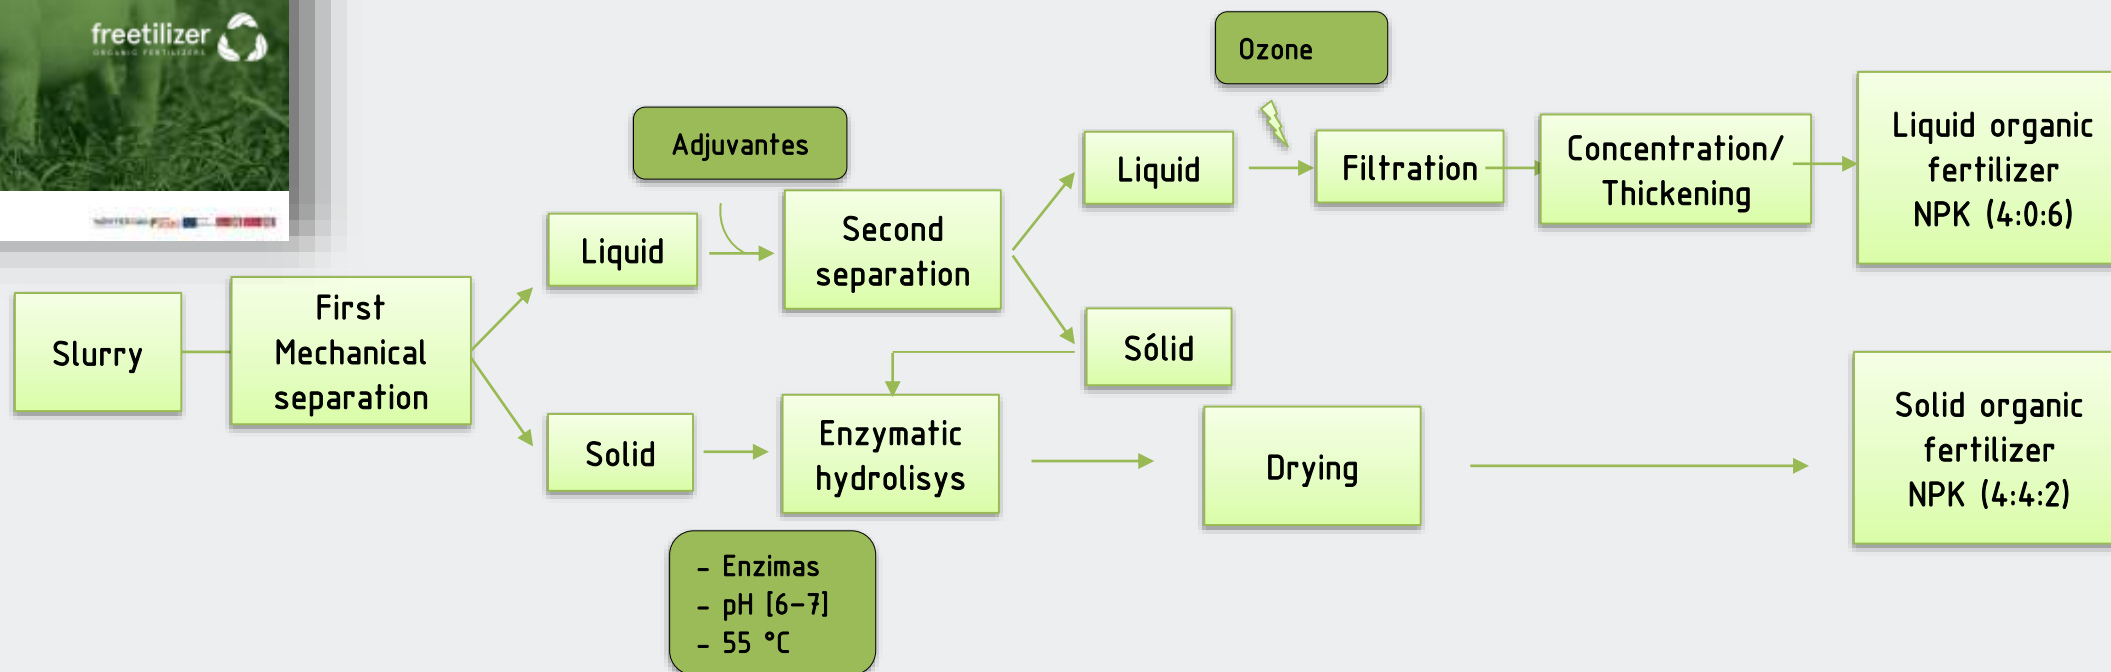 freetilizer
ORGANIC FERTILIZERS
Ozone
Adjuvantes
Liquid
Filtration
Concentration/
Thickening
Liquid organic
fertilizer
NPK (4:0:6)
Liquid
Second
separation
Slurry
First
Mechanical
separation
Sólid
Solid
Enzymatic
hydrolisys
Drying
Solid organic
fertilizer
NPK (4:4:2)
- Enzimas
- pH [6-7]
- 55 °C